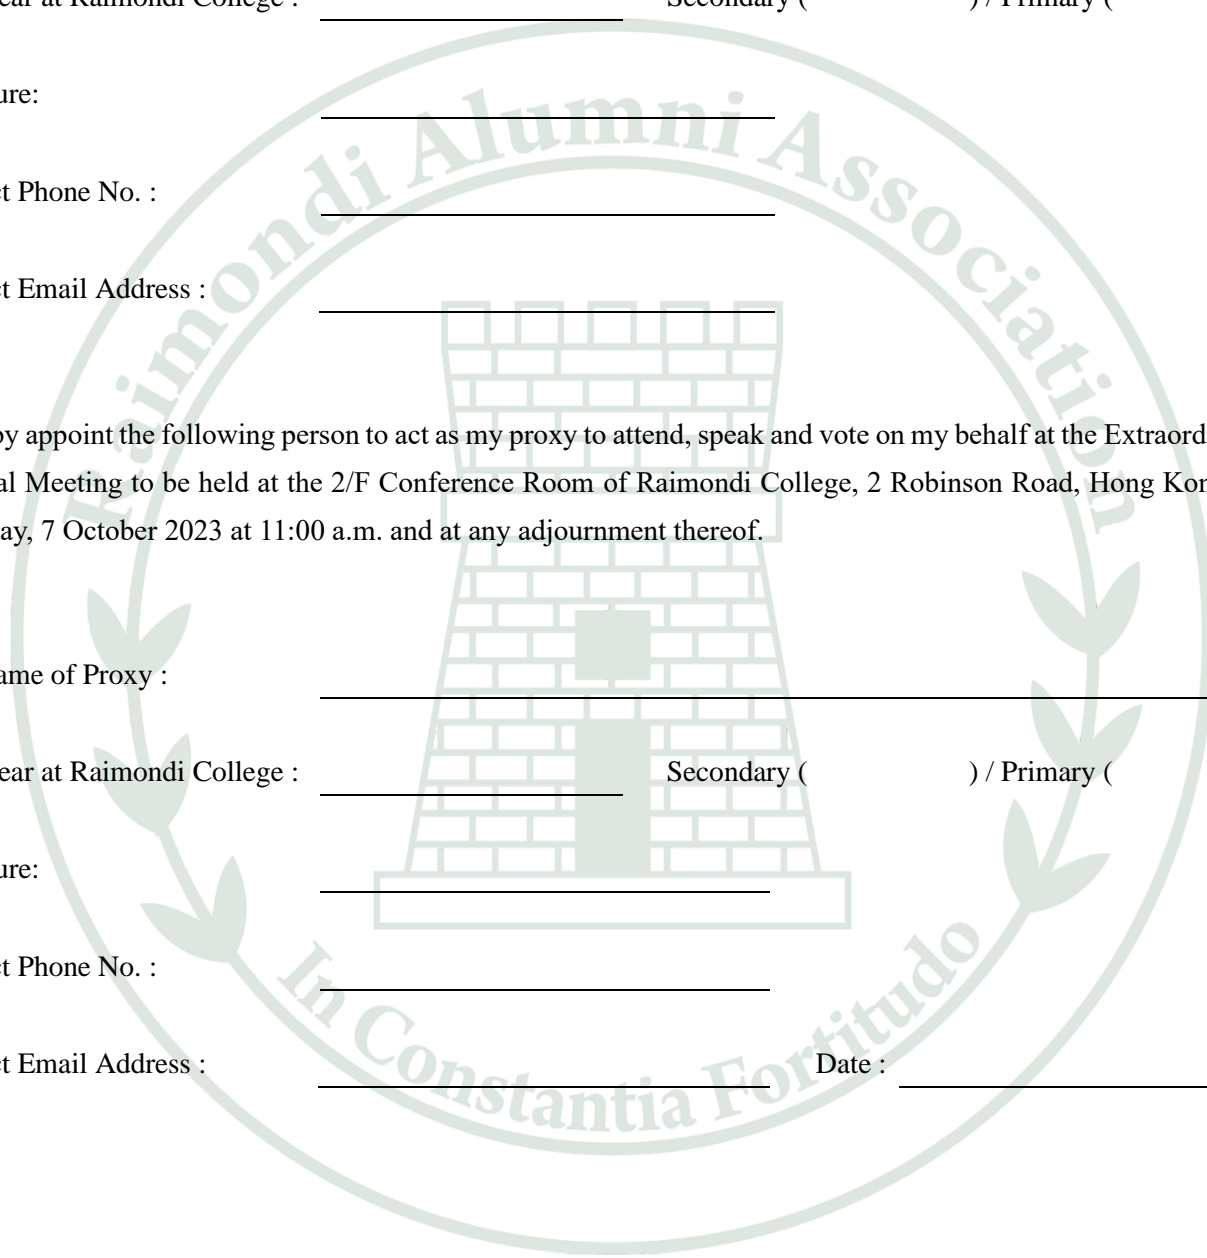 ear at Raimondi College : Secondary ( ) / Primary (
ure:
ct Phone No. :
ct Email Address :
by appoint the following person to act as my proxy to attend, speak and vote on my behalf at the Extraord
al Meeting to be held at the 2/F Conference Room of Raimondi College, 2 Robinson Road, Hong Kon
ay, 7 October 2023 at 11:00 a.m. and at any adjournment thereof.
ame of Proxy :
ear at Raimondi College : Secondary ( ) / Primary (
ure:
ct Phone No. :
ct Email Address : Date :
Raimondi Alumni Association
In Constantia Fortitudo